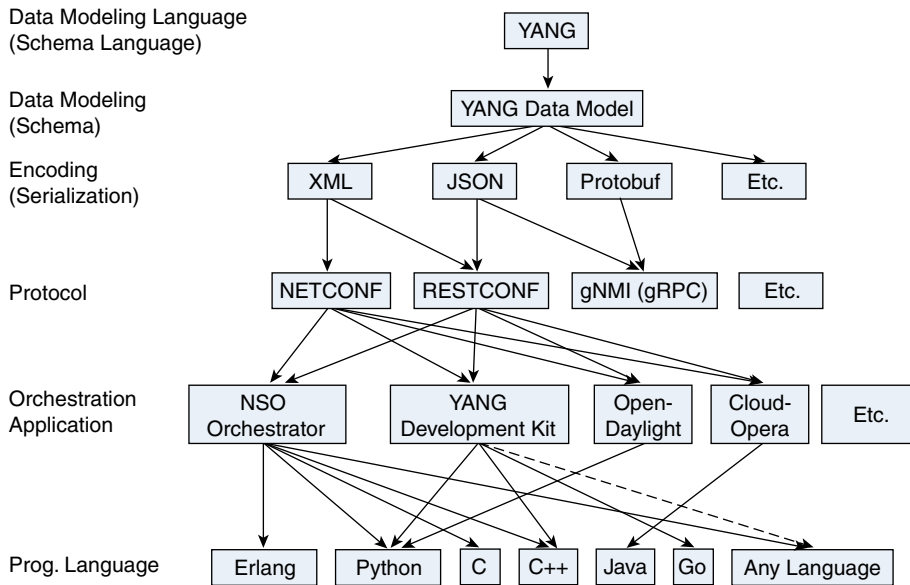 Data Modeling Language
(Schema Language)
YANG
Data Modeling
(Schema)
YANG Data Model
Encoding
(Serialization)
XML
JSON
Protobuf
Etc.
Protocol
NETCONF
RESTCONF
gNMI (gRPC)
Etc.
Orchestration
Application
NSO
Orchestrator
YANG
Development Kit
Open-
Daylight
Cloud-
Opera
Etc.
Prog. Language
Erlang
Python
C
C++
Java
Go
Any Language